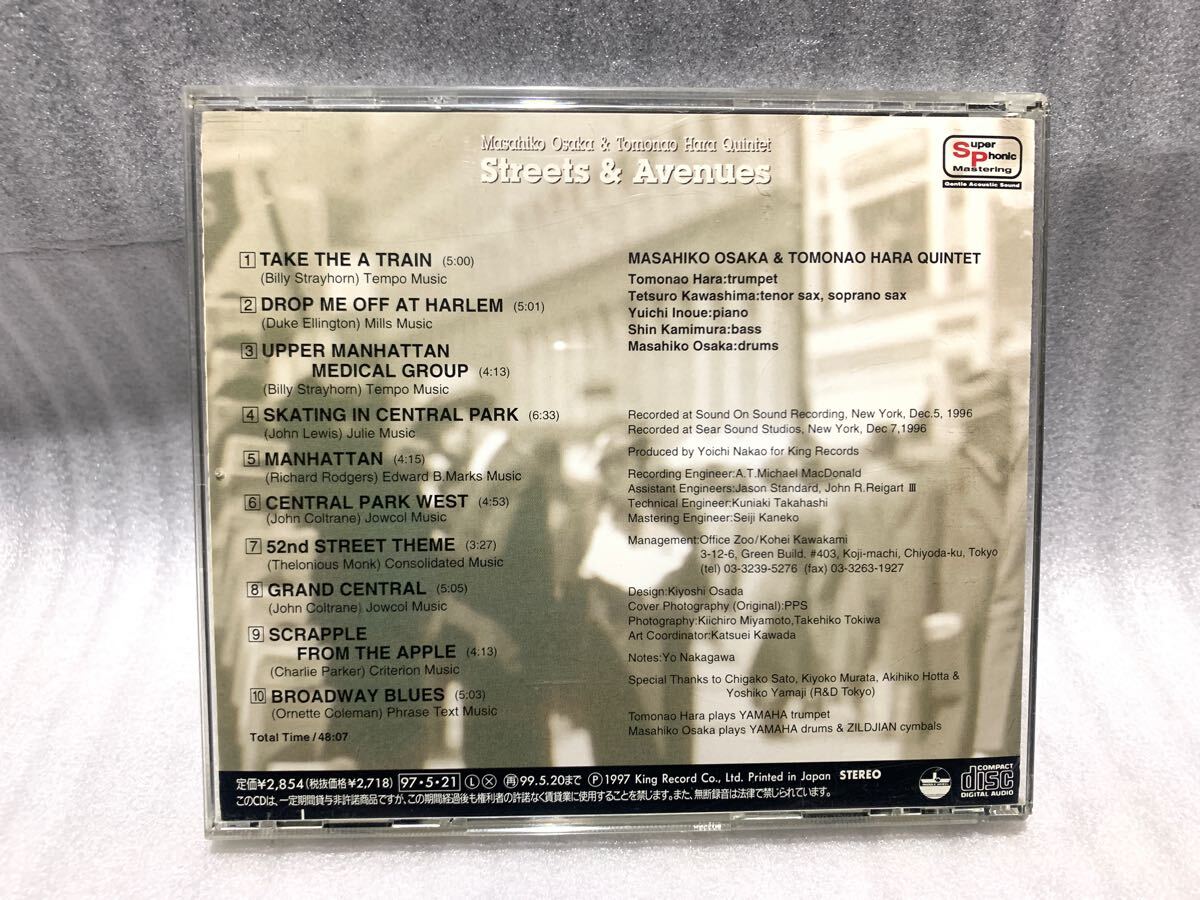 Masahiko Osaka & Tomonao Hara Quintet
Streets & Avenues
Super
Phonic
Mastering
Gentle Acoustic Sound
1 TAKE THE A TRAIN (5:00)
(Billy Strayhorn) Tempo Music
2 DROP ME OFF AT HARLEM (5:01)
(Duke Ellington) Mills Music
3 UPPER MANHATTAN
MEDICAL GROUP (4:13)
(Billy Strayhorn) Tempo Music
4 SKATING IN CENTRAL PARK (6:33)
(John Lewis) Julie Music
5 MANHATTAN (4:15)
(Richard Rodgers) Edward B.Marks Music
6 CENTRAL PARK WEST (4:53)
(John Coltrane) Jowcol Music
7 52nd STREET THEME (3:27)
(Thelonious Monk) Consolidated Music
8 GRAND CENTRAL (5:05)
(John Coltrane) Jowcol Music
9 SCRAPPLE
FROM THE APPLE (4:13)
(Charlie Parker) Criterion Music
10 BROADWAY BLUES (5:03)
(Ornette Coleman) Phrase Text Music
Total Time/48:07
MASAHIKO OSAKA & TOMONAO HARA QUINTET
Tomonao Hara:trumpet
Tetsuro Kawashima:tenor sax, soprano sax
Yuichi Inoue:piano
Shin Kamimura:bass
Masahiko Osaka:drums
Recorded at Sound On Sound Recording, New York, Dec.5, 1996
Recorded at Sear Sound Studios, New York, Dec 7,1996
Produced by Yoichi Nakao for King Records
Recording Engineer:A.T.Michael MacDonald
Assistant Engineers:Jason Standard, John R.Reigart Ⅲ
Technical Engineer:Kuniaki Takahashi
Mastering Engineer:Seiji Kaneko
Management:Office Zoo/Kohei Kawakami
3-12-6, Green Build, #403, Koji-machi, Chiyoda-ku, Tokyo
(tel) 03-3239-5276 (fax) 03-3263-1927
Design:Kiyoshi Osada
Cover Photography (Original):PPS
Photography:Kiichiro Miyamoto,Takehiko Tokiwa
Art Coordinator:Katsuei Kawada
Notes:Yo Nakagawa
Special Thanks to Chigako Sato, Kiyoko Murata, Akihiko Hotta &
Yoshiko Yamaji (R&D Tokyo)
Tomonao Hara plays YAMAHA trumpet
Masahiko Osaka plays YAMAHA drums & ZILDJIAN cymbals
定価¥2,854(税抜価格¥2,718) 97・5・21 Ⓛ Ⓧ 再 99.5.20まで Ⓟ 1997 King Record Co., Ltd. Printed in Japan STEREO
このCDは、一定期間貸与非許諾商品ですが、この期間経過後も権利者の許諾なく賃貸業に使用することを禁じます。また、無断録音は法律で禁じられています。
COMPACT
disc
DIGITAL AUDIO